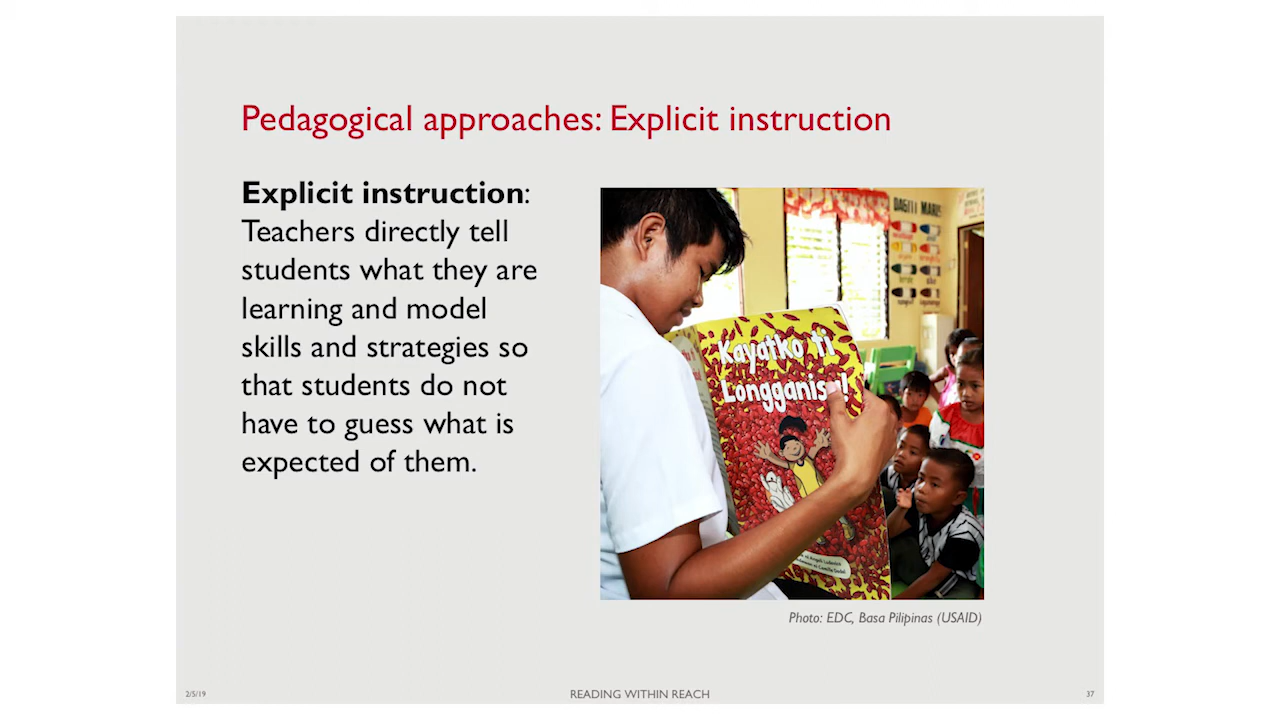 Pedagogical approaches: Explicit instruction
Explicit instruction:
Teachers directly tell
students what they are
learning and model
skills and strategies so
that students do not
have to guess what is
expected of them.
DAGITI
Kayatko ti
Longganisa!
Photo: EDC, Basa Pilipinas (USAID)
2/5/19
READING WITHIN REACH
37